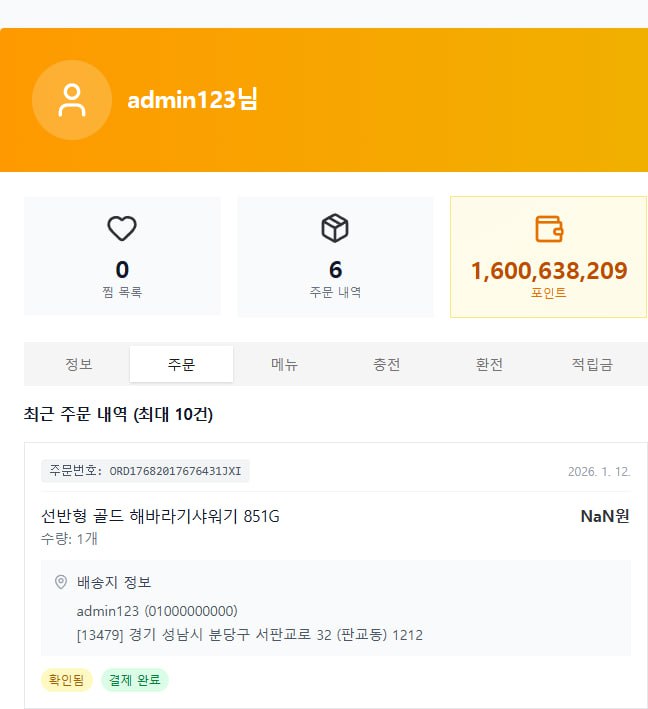 admin123님
0
찜 목록
6
주문 내역
1,600,638,209
포인트
정보 주문 메뉴 충전 환전 적립금
최근 주문 내역 (최대 10건)
주문번호: ORD17682017676431JXI 2026. 1. 12.
선반형 골드 해바라기샤워기 851G NaN원
수량: 1개
배송지 정보
admin123 (01000000000)
[13479] 경기 성남시 분당구 서판교로 32 (판교동) 1212
확인됨 결제 완료